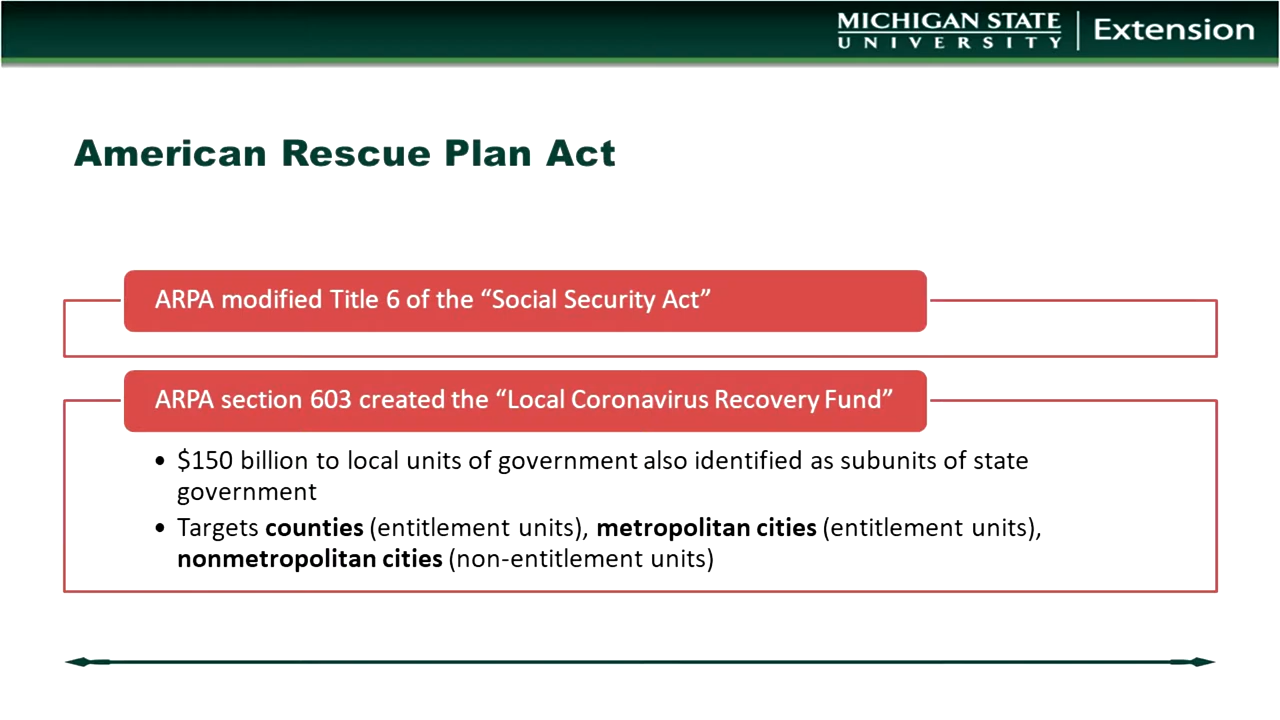 MICHIGAN STATE
UNIVERSITY
Extension
American Rescue Plan Act
ARPA modified Title 6 of the “Social Security Act”
ARPA section 603 created the “Local Coronavirus Recovery Fund”
• $150 billion to local units of government also identified as subunits of state
government
• Targets counties (entitlement units), metropolitan cities (entitlement units),
nonmetropolitan cities (non-entitlement units)